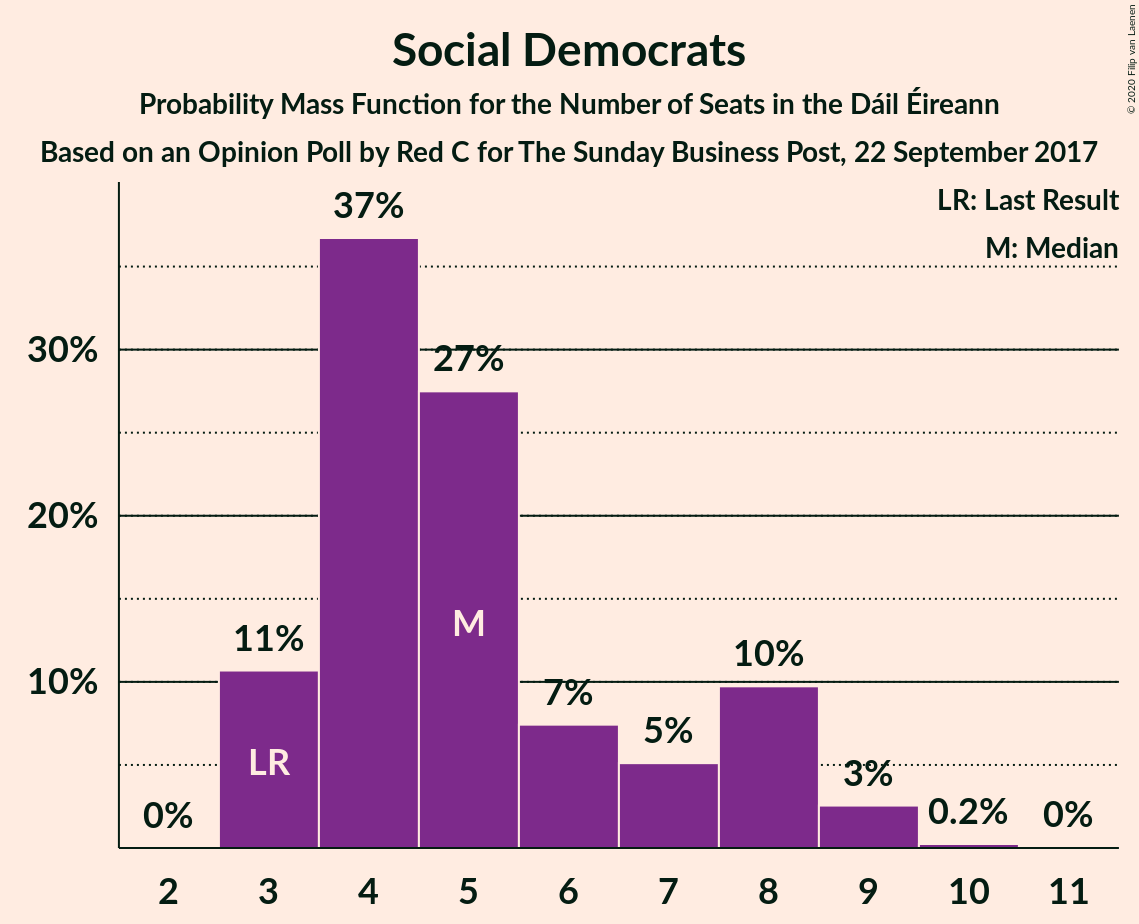 Social Democrats
Probability Mass Function for the Number of Seats in the Dáil Éireann
Based on an Opinion Poll by Red C for The Sunday Business Post, 22 September 2017
© 2020 Filip van Laenen
LR: Last Result
M: Median
37%
30%
27%
20%
11%
10%
M
7%
5%
10%
LR
3%
0%
0.2%
0%
2 3 4 5 6 7 8 9 10 11